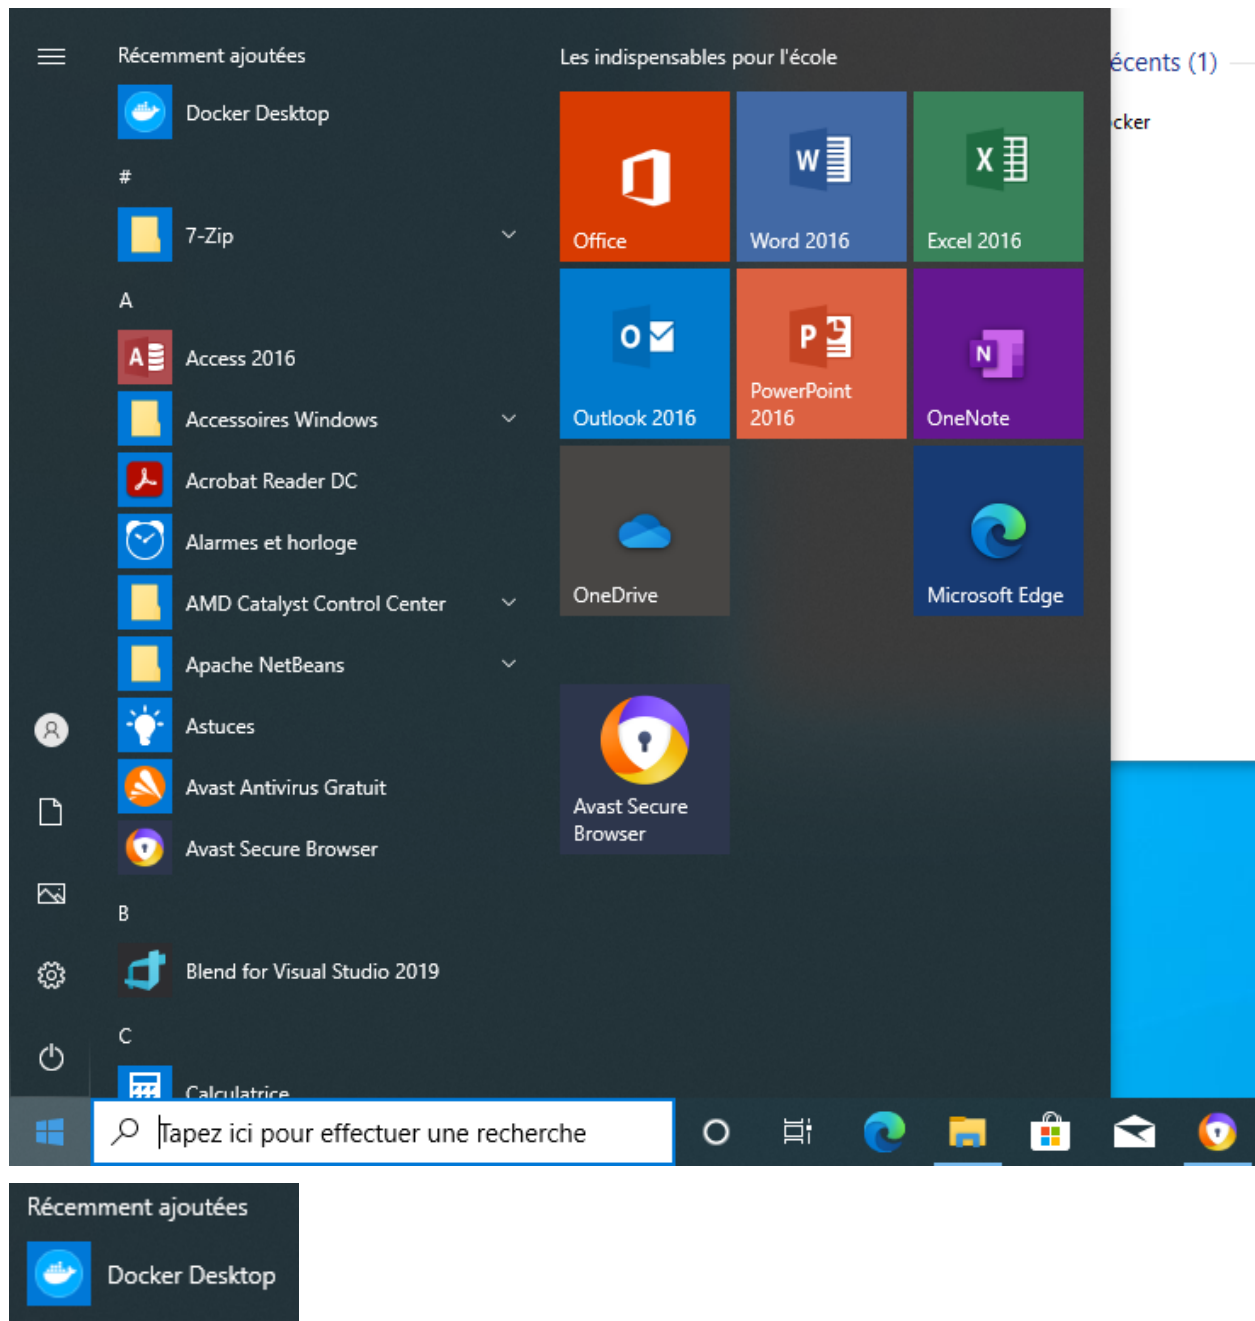 Récemment ajoutées
Docker Desktop
#
7-Zip
A
Access 2016
Accessoires Windows
Acrobat Reader DC
Alarmes et horloge
AMD Catalyst Control Center
Apache NetBeans
Astuces
Avast Antivirus Gratuit
Avast Secure Browser
B
Blend for Visual Studio 2019
C
Calculatrice
Les indispensables pour l'école
Office
Word 2016
Excel 2016
Outlook 2016
PowerPoint
2016
OneNote
OneDrive
Microsoft Edge
Avast Secure
Browser
écents (1)
cker
Tapez ici pour effectuer une recherche
Récemment ajoutées
Docker Desktop